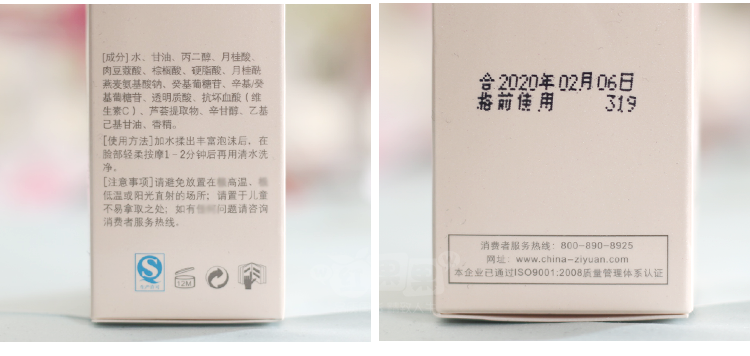 [成分] 水、甘油、丙二醇、月桂酸、
肉豆蔻酸、棕榈酸、硬脂酸、月桂酰
燕麦氨基酸钠、癸基葡糖苷、辛基/癸
基葡糖苷、透明质酸、抗坏血酸 (维
生素C)、芦荟提取物、辛甘醇、乙基
己基甘油、香精。
[使用方法]加水揉出丰富泡沫后，在
脸部轻柔按摩1-2分钟后再用清水洗
净。
[注意事项]请避免放置在 高温、
低温或阳光直射的场所；请置于儿童
不易拿取之处；如有 问题请咨询
消费者服务热线。
12M
合2020年02月06日
格前使用 319
消费者服务热线：800-890-8925
网址：www.china-ziyuan.com
本企业已通过ISO9001:2008质量管理体系认证